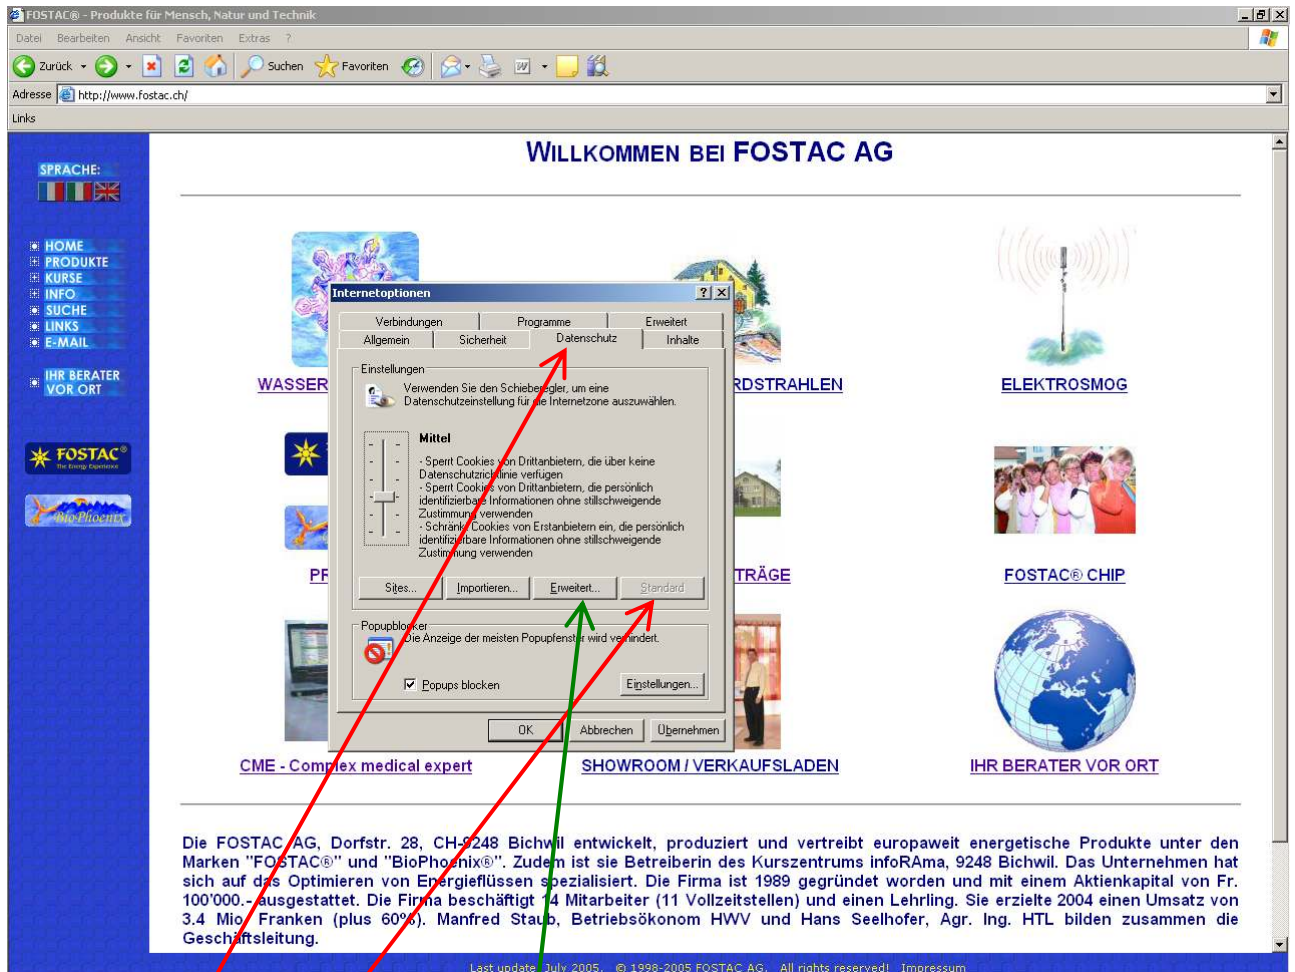 FOSTAC® - Produkte für Mensch, Natur und Technik
Datei Bearbeiten Ansicht Favoriten Extras ?
Zurück Suchen Favoriten
Adresse http://www.fostac.ch/
Links
WILLKOMMEN BEI FOSTAC AG
SPRACHE:
HOME
PRODUKTE
KURSE
INFO
SUCHE
LINKS
E-MAIL
IHR BERATER
VOR ORT
FOSTAC®
The Energy Experience
Bio Phoenix
Internetoptionen
Verbindungen Programme Erweitert
Allgemein Sicherheit Datenschutz Inhalte
Einstellungen
Verwenden Sie den Schieberegler, um eine
Datenschutzeinstellung für die Internetzone auszuwählen.
Mittel
- Sperrt Cookies von Drittanbietern, die über keine
Datenschutzrichtlinie verfügen
- Sperrt Cookies von Drittanbietern, die persönlich
identifizierbare Informationen ohne stillschweigende
Zustimmung verwenden
- Schränkt Cookies von Erstanbietern ein, die persönlich
identifizierbare Informationen ohne stillschweigende
Zustimmung verwenden
Sites... Importieren... Erweitert... Standard
Popupblocker
Die Anzeige der meisten Popupfenster wird verhindert.
Popups blocken Einstellungen...
OK Abbrechen Übernehmen
WASSER RDSTRAHLEN ELEKTROSMOG
PR TRÄGE FOSTAC® CHIP
CME - Complex medical expert SHOWROOM / VERKAUFSLADEN IHR BERATER VOR ORT
Die FOSTAC AG, Dorfstr. 28, CH-9248 Bichwil entwickelt, produziert und vertreibt europaweit energetische Produkte unter den
Marken "FOSTAC®" und "BioPhoenix®". Zudem ist sie Betreiberin des Kurszentrums infoRAma, 9248 Bichwil. Das Unternehmen hat
sich auf das Optimieren von Energieflüssen spezialisiert. Die Firma ist 1989 gegründet worden und mit einem Aktienkapital von Fr.
100'000.- ausgestattet. Die Firma beschäftigt 14 Mitarbeiter (11 Vollzeitstellen) und einen Lehrling. Sie erzielte 2004 einen Umsatz von
3.4 Mio. Franken (plus 60%). Manfred Staub, Betriebsökonom HWV und Hans Seelhofer, Agr. Ing. HTL bilden zusammen die
Geschäftsleitung.
Last update July 2005. © 1998-2005 FOSTAC AG. All rights reserved! Impressum